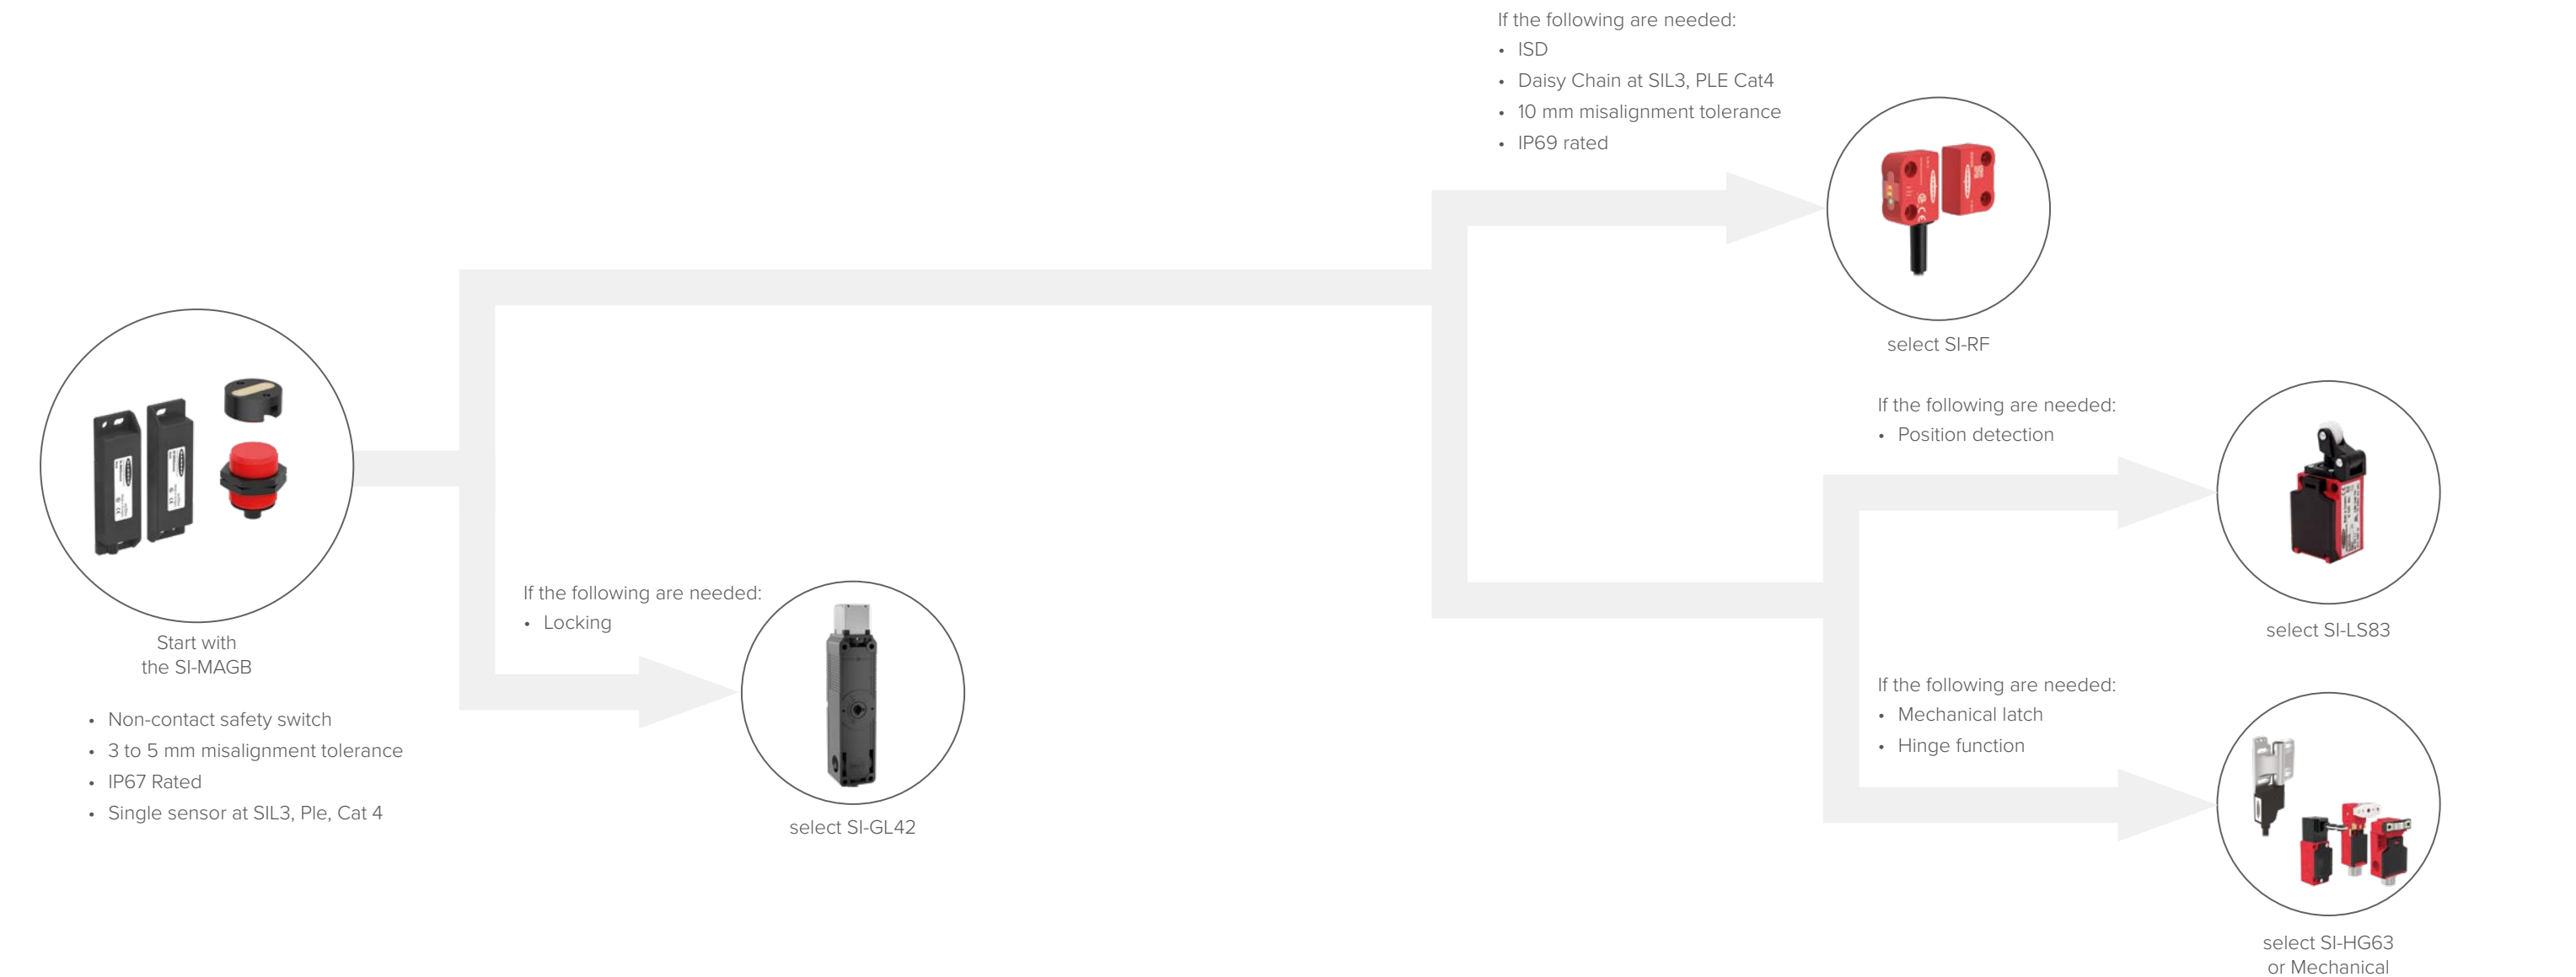 If the following are needed:
• ISD
• Daisy Chain at SIL3, PLE Cat4
• 10 mm misalignment tolerance
• IP69 rated
select SI-RF
If the following are needed:
• Position detection
select SI-LS83
Start with
the SI-MAGB
• Non-contact safety switch
• 3 to 5 mm misalignment tolerance
• IP67 Rated
• Single sensor at SIL3, Ple, Cat 4
If the following are needed:
• Locking
select SI-GL42
If the following are needed:
• Mechanical latch
• Hinge function
select SI-HG63
or Mechanical